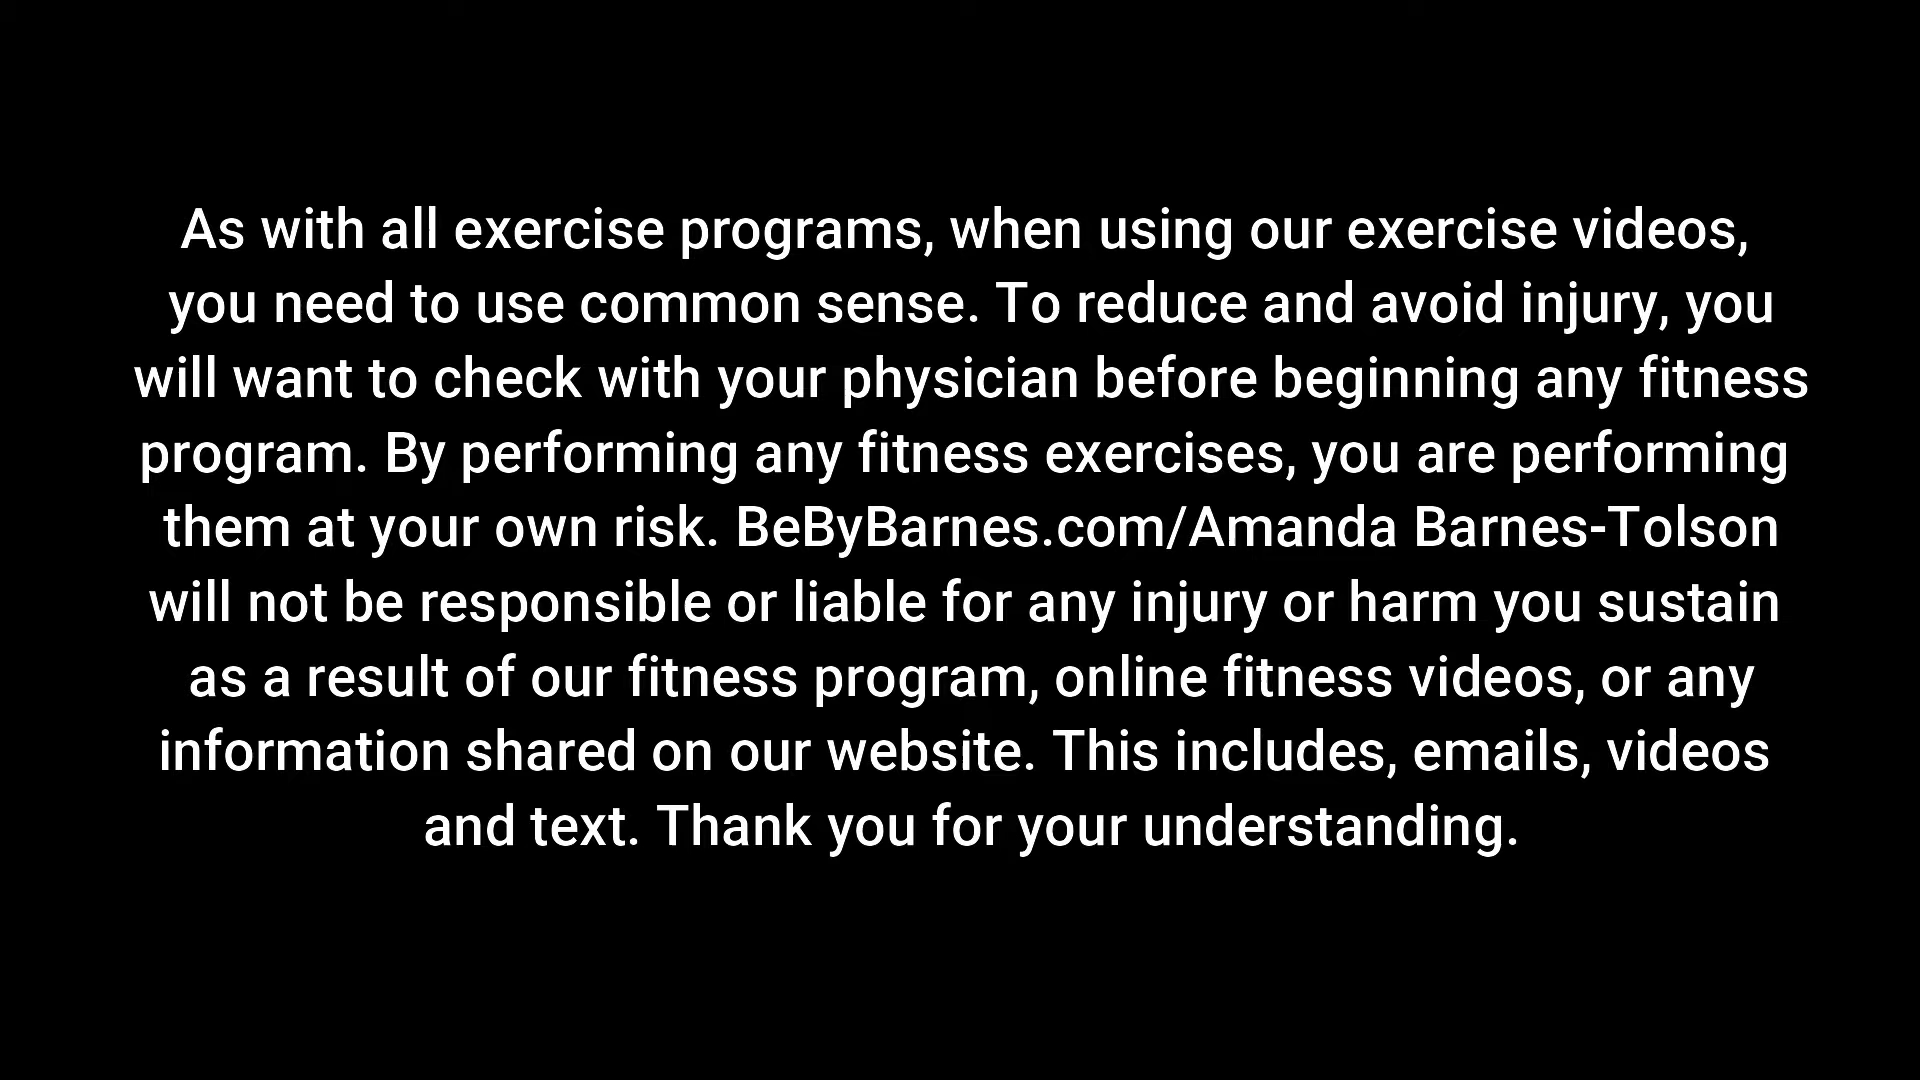 As with all exercise programs, when using our exercise videos,
you need to use common sense. To reduce and avoid injury, you
will want to check with your physician before beginning any fitness
program. By performing any fitness exercises, you are performing
them at your own risk. BeByBarnes.com/Amanda Barnes-Tolson
will not be responsible or liable for any injury or harm you sustain
as a result of our fitness program, online fitness videos, or any
information shared on our website. This includes, emails, videos
and text. Thank you for your understanding.